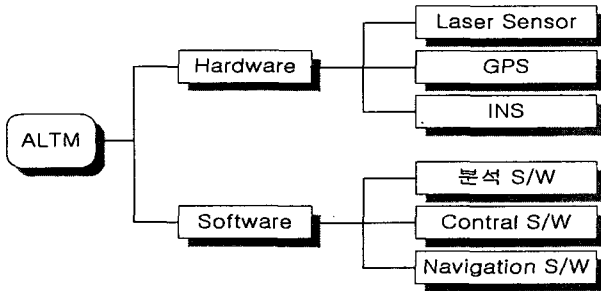 ALTM
Hardware
Laser Sensor
GPS
INS
Software
분석 S/W
Contral S/W
Navigation S/W